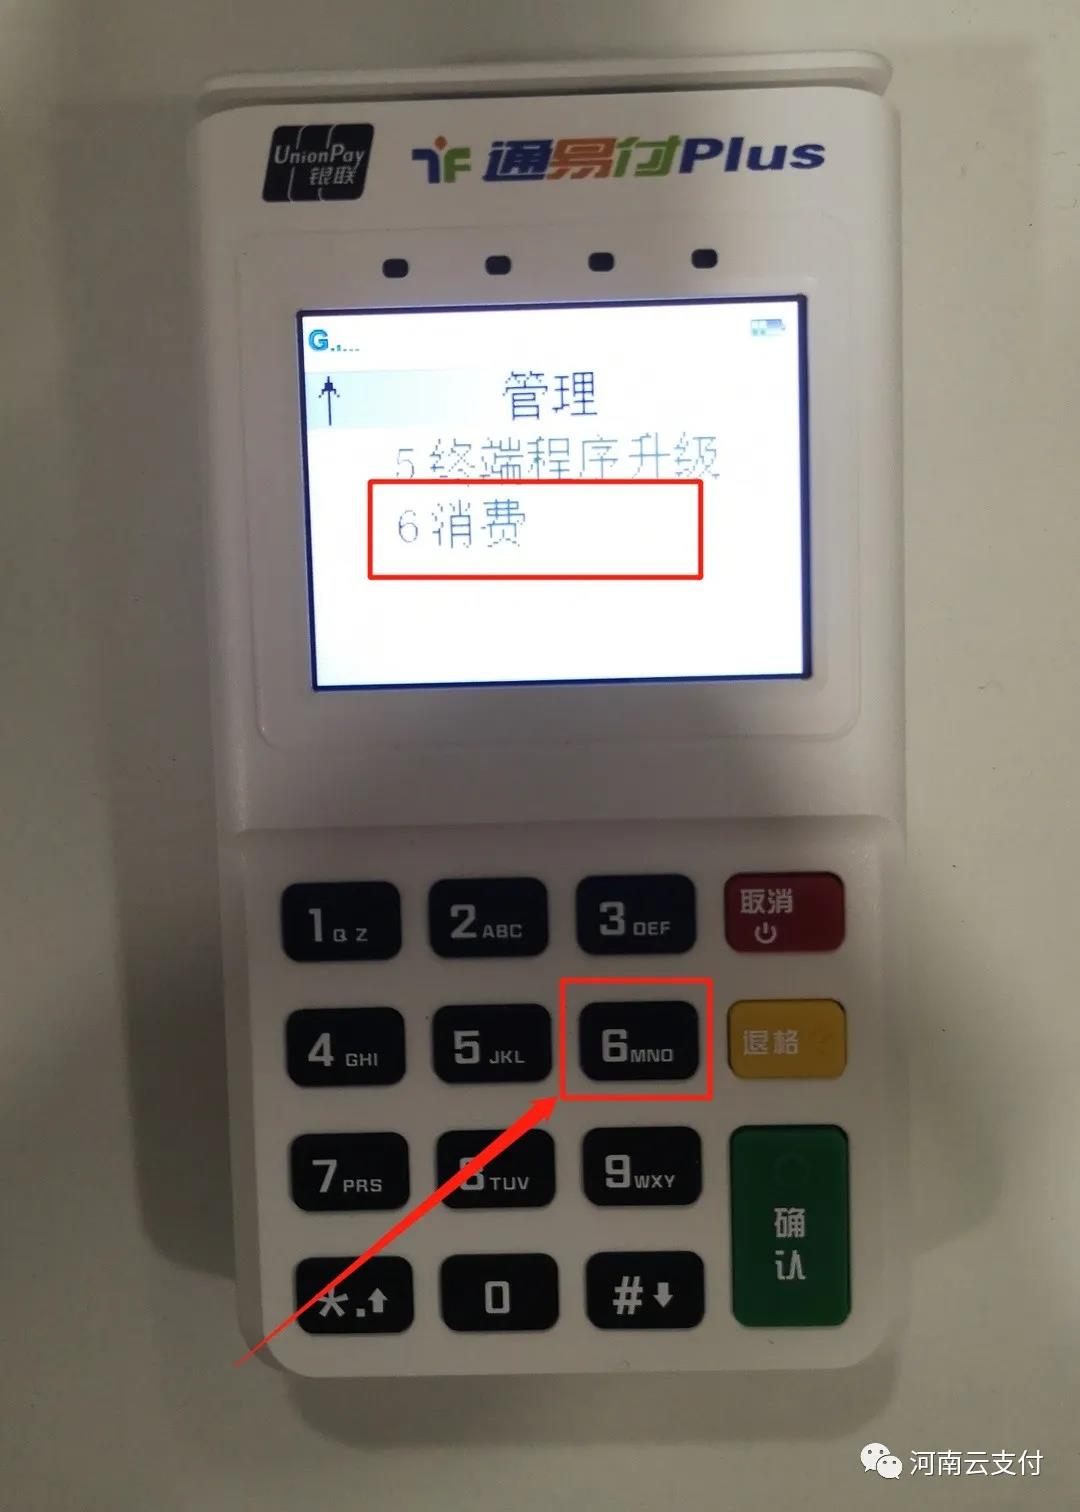 UnionPay
银联
通易付Plus
G
管理
5 终端程序升级
6 消费
1 QZ
2 ABC
3 DEF
取消
4 GHI
5 JKL
6 MNO
退格
7 PRS
8 TUV
9 WXY
确认
*.↑
0
#↓
河南云支付